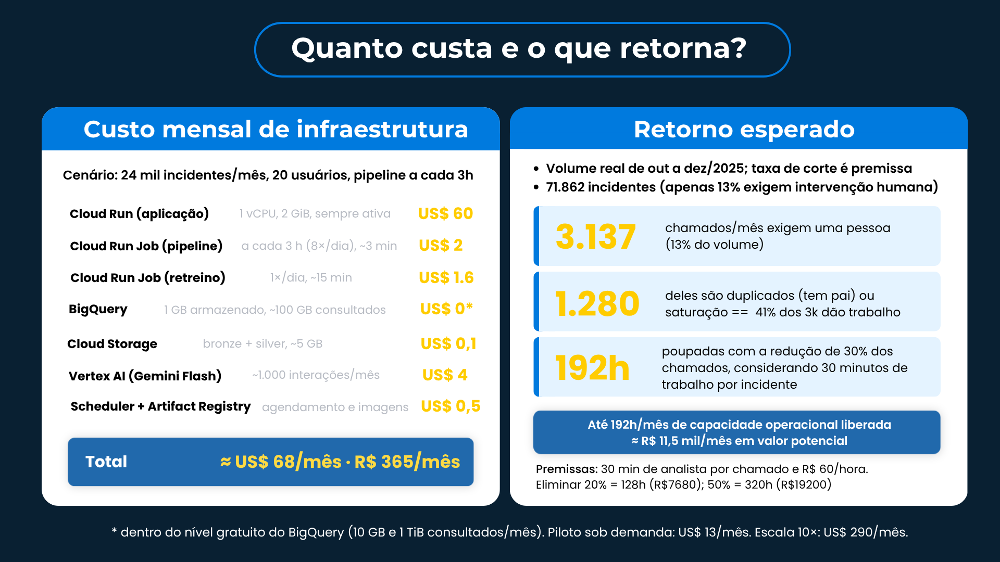 Quanto custa e o que retorna?
Custo mensal de infraestrutura
Cenário: 24 mil incidentes/mês, 20 usuários, pipeline a cada 3h
Cloud Run (aplicação) 1 vCPU, 2 GiB, sempre ativa US$ 60
Cloud Run Job (pipeline) a cada 3 h (8×/dia), ~3 min US$ 2
Cloud Run Job (retreino) 1×/dia, ~15 min US$ 1.6
BigQuery 1 GB armazenado, ~100 GB consultados US$ 0*
Cloud Storage bronze + silver, ~5 GB US$ 0,1
Vertex AI (Gemini Flash) ~1.000 interações/mês US$ 4
Scheduler + Artifact Registry agendamento e imagens US$ 0,5
Total ≈ US$ 68/mês · R$ 365/mês
Retorno esperado
• Volume real de out a dez/2025; taxa de corte é premissa
• 71.862 incidentes (apenas 13% exigem intervenção humana)
3.137
chamados/mês exigem uma pessoa
(13% do volume)
1.280
deles são duplicados (tem pai) ou
saturação == 41% dos 3k dão trabalho
192h
poupadas com a redução de 30% dos
chamados, considerando 30 minutos de
trabalho por incidente
Até 192h/mês de capacidade operacional liberada
≈ R$ 11,5 mil/mês em valor potencial
Premissas: 30 min de analista por chamado e R$ 60/hora.
Eliminar 20% = 128h (R$7680); 50% = 320h (R$19200)
* dentro do nível gratuito do BigQuery (10 GB e 1 TiB consultados/mês). Piloto sob demanda: US$ 13/mês. Escala 10×: US$ 290/mês.